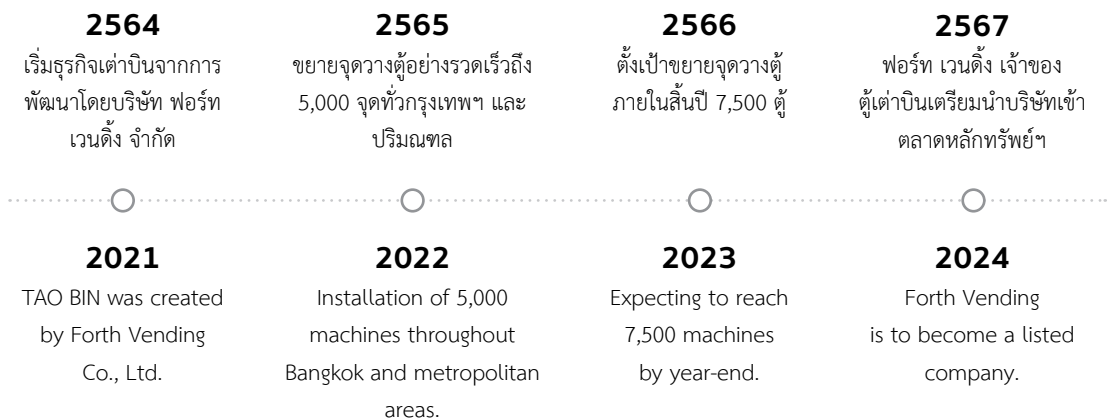 2564
เริ่มธุรกิจเต่าบินจากการ
พัฒนาโดยบริษัท ฟอร์ท
เวนดิ้ง จำกัด
2565
ขยายจุดวางตู้อย่างรวดเร็วถึง
5,000 จุดทั่วกรุงเทพฯ และ
ปริมณฑล
2566
ตั้งเป้าขยายจุดวางตู้
ภายในสิ้นปี 7,500 ตู้
2567
ฟอร์ท เวนดิ้ง เจ้าของ
ตู้เต่าบินเตรียมนำบริษัทเข้า
ตลาดหลักทรัพย์ฯ
2021
TAO BIN was created
by Forth Vending
Co., Ltd.
2022
Installation of 5,000
machines throughout
Bangkok and metropolitan
areas.
2023
Expecting to reach
7,500 machines
by year-end.
2024
Forth Vending
is to become a listed
company.